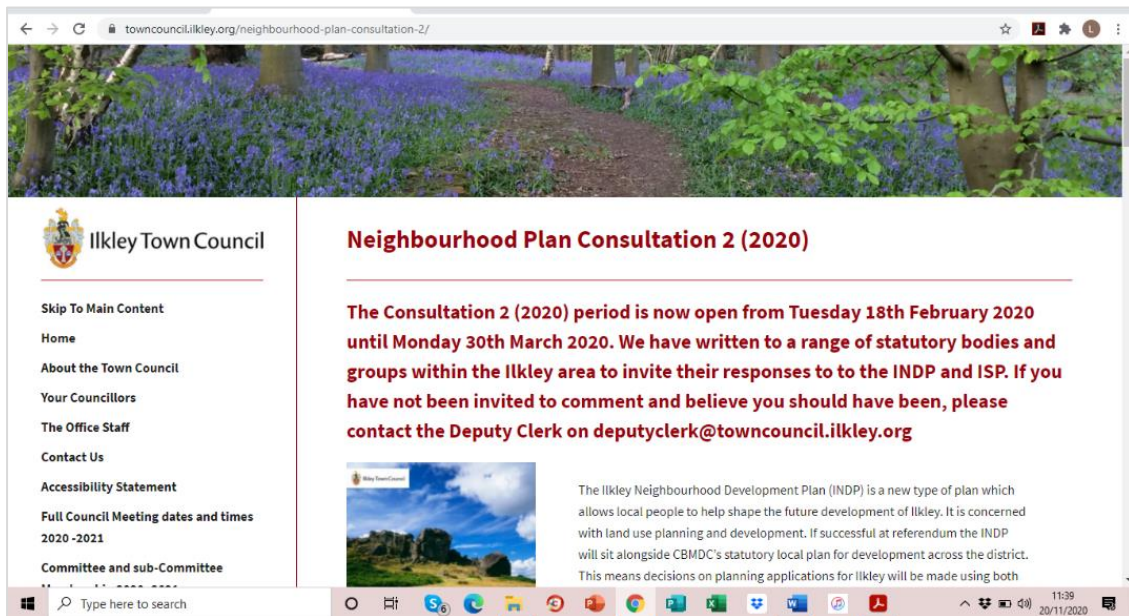 towncouncil.ilkley.org/neighbourhood-plan-consultation-2/
L
Ilkley Town Council
Skip To Main Content
Home
About the Town Council
Your Councillors
The Office Staff
Contact Us
Accessibility Statement
Full Council Meeting dates and times
2020 -2021
Committee and sub-Committee
Neighbourhood Plan Consultation 2 (2020)
The Consultation 2 (2020) period is now open from Tuesday 18th February 2020
until Monday 30th March 2020. We have written to a range of statutory bodies and
groups within the Ilkley area to invite their responses to to the INDP and ISP. If you
have not been invited to comment and believe you should have been, please
contact the Deputy Clerk on deputyclerk@towncouncil.ilkley.org
Ilkley Town Council
The Ilkley Neighbourhood Development Plan (INDP) is a new type of plan which
allows local people to help shape the future development of Ilkley. It is concerned
with land use planning and development. If successful at referendum the INDP
will sit alongside CBMDC's statutory local plan for development across the district.
This means decisions on planning applications for Ilkley will be made using both
Type here to search
6
11:39
20/11/2020